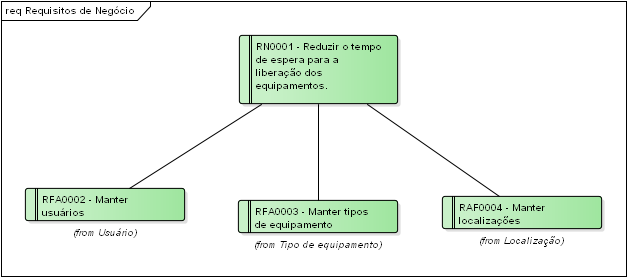 req Requisitos de Negócio
RN0001 - Reduzir o tempo
de espera para a
liberação dos
equipamentos.
RFA0002 - Manter
usuários
(from Usuário)
RFA0003 - Manter tipos
de equipamento
(from Tipo de equipamento)
RAF0004 - Manter
localizações
(from Localização)